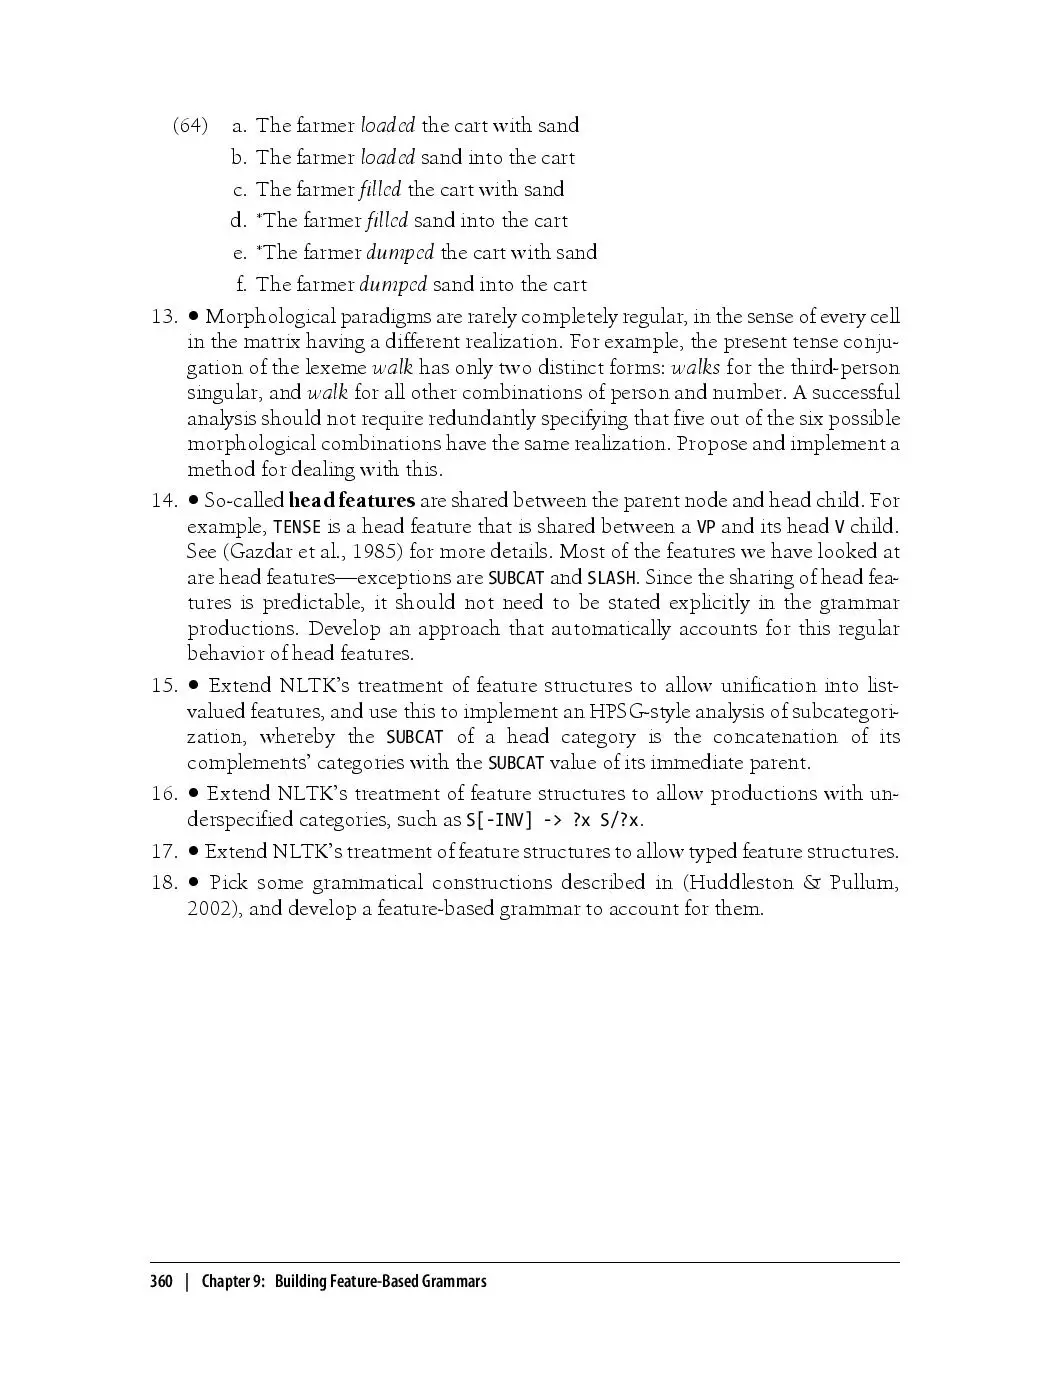 (64) a. The farmer loaded the cart with sand
b. The farmer loaded sand into the cart
c. The farmer filled the cart with sand
d. *The farmer filled sand into the cart
e. *The farmer dumped the cart with sand
f. The farmer dumped sand into the cart
13. ● Morphological paradigms are rarely completely regular, in the sense of every cell
in the matrix having a different realization. For example, the present tense conju-
gation of the lexeme walk has only two distinct forms: walks for the third-person
singular, and walk for all other combinations of person and number. A successful
analysis should not require redundantly specifying that five out of the six possible
morphological combinations have the same realization. Propose and implement a
method for dealing with this.
14. ● So-called head features are shared between the parent node and head child. For
example, TENSE is a head feature that is shared between a VP and its head V child.
See (Gazdar et al., 1985) for more details. Most of the features we have looked at
are head features—exceptions are SUBCAT and SLASH. Since the sharing of head fea-
tures is predictable, it should not need to be stated explicitly in the grammar
productions. Develop an approach that automatically accounts for this regular
behavior of head features.
15. ● Extend NLTK's treatment of feature structures to allow unification into list-
valued features, and use this to implement an HPSG-style analysis of subcategori-
zation, whereby the SUBCAT of a head category is the concatenation of its
complements' categories with the SUBCAT value of its immediate parent.
16. ● Extend NLTK's treatment of feature structures to allow productions with un-
derspecified categories, such as S[-INV] -> ?x S/?x.
17. ● Extend NLTK's treatment of feature structures to allow typed feature structures.
18. ● Pick some grammatical constructions described in (Huddleston & Pullum,
2002), and develop a feature-based grammar to account for them.
360 | Chapter 9: Building Feature-Based Grammars